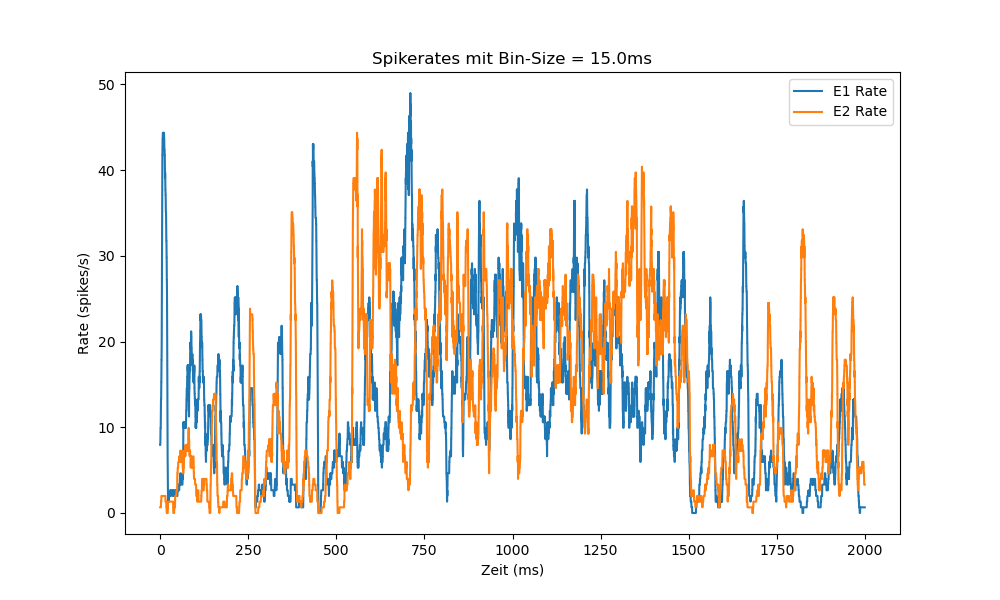 Spikerates mit Bin-Size = 15.0ms
E1 Rate
E2 Rate
Rate (spikes/s)
50
40
30
20
10
0
0 250 500 750 1000 1250 1500 1750 2000
Zeit (ms)